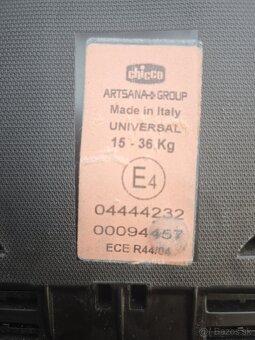 chicco
ARTSANA GROUP
Made in Italy
UNIVERSAL
15 - 36 Kg
E4
04444232
00094457
ECE R44/04